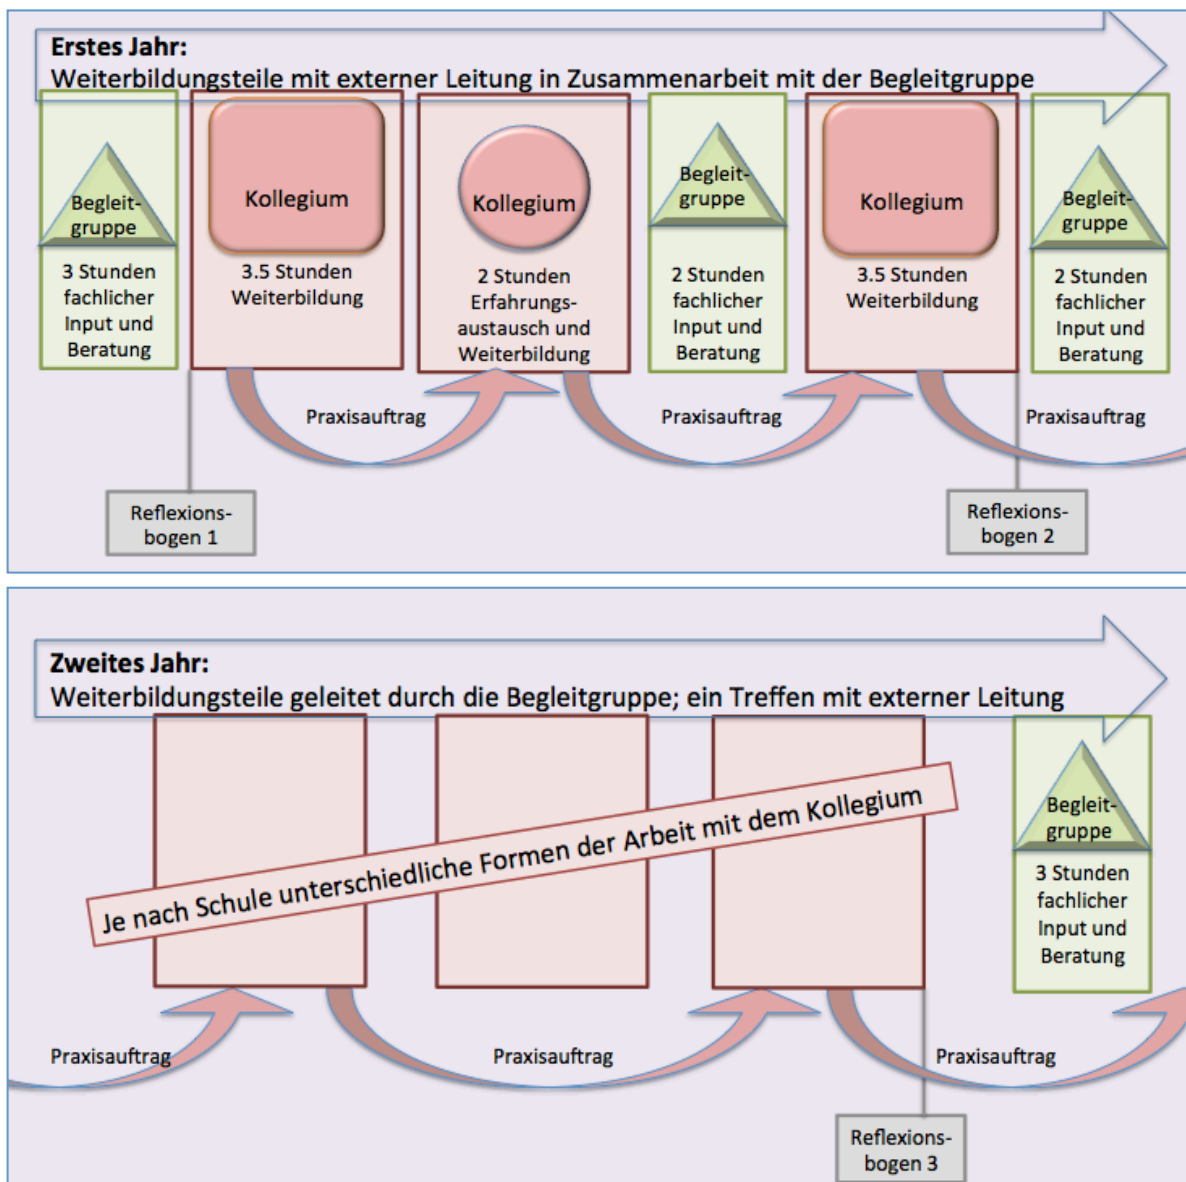 Erstes Jahr:
Weiterbildungsteile mit externer Leitung in Zusammenarbeit mit der Begleitgruppe
Begleit-
gruppe
3 Stunden
fachlicher
Input und
Beratung
Kollegium
3.5 Stunden
Weiterbildung
Kollegium
2 Stunden
Erfahrungs-
austausch und
Weiterbildung
Begleit-
gruppe
2 Stunden
fachlicher
Input und
Beratung
Kollegium
3.5 Stunden
Weiterbildung
Begleit-
gruppe
2 Stunden
fachlicher
Input und
Beratung
Praxisauftrag
Praxisauftrag
Praxisauftrag
Reflexions-
bogen 1
Reflexions-
bogen 2
Zweites Jahr:
Weiterbildungsteile geleitet durch die Begleitgruppe; ein Treffen mit externer Leitung
Je nach Schule unterschiedliche Formen der Arbeit mit dem Kollegium
Begleit-
gruppe
3 Stunden
fachlicher
Input und
Beratung
Praxisauftrag
Praxisauftrag
Praxisauftrag
Reflexions-
bogen 3